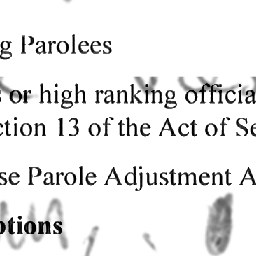 g Parolees
s or high ranking officia
ction 13 of the Act of Se
se Parole Adjustment A
otions